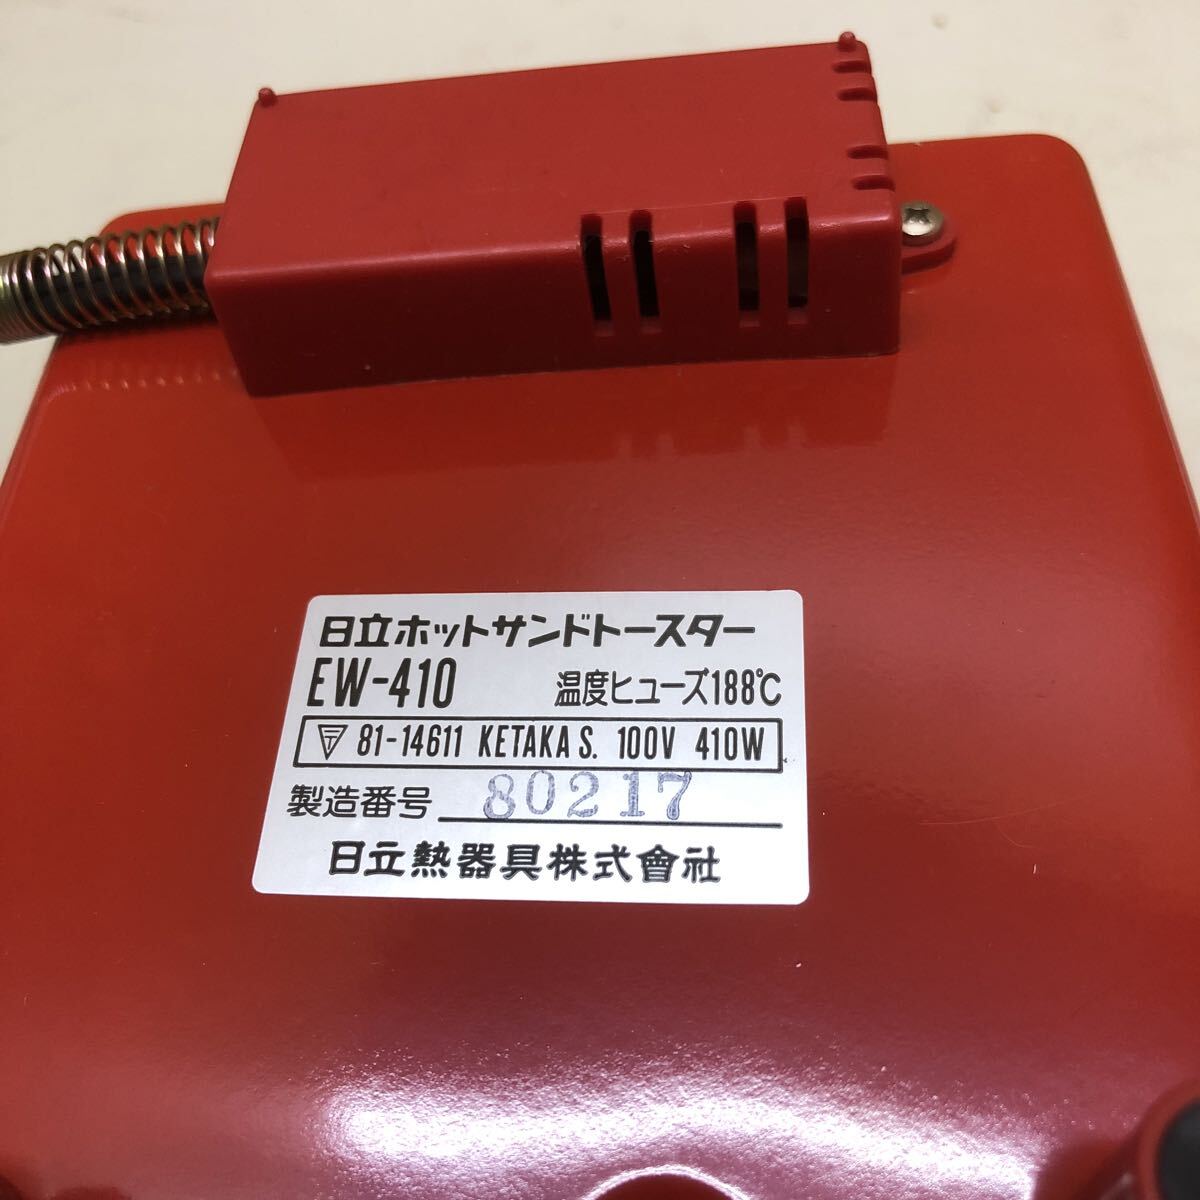 日立ホットサンドトースター
EW-410 温度ヒューズ188℃
〒 81-14611 KETAKA S. 100V 410W
製造番号 80217
日立熱器具株式會社